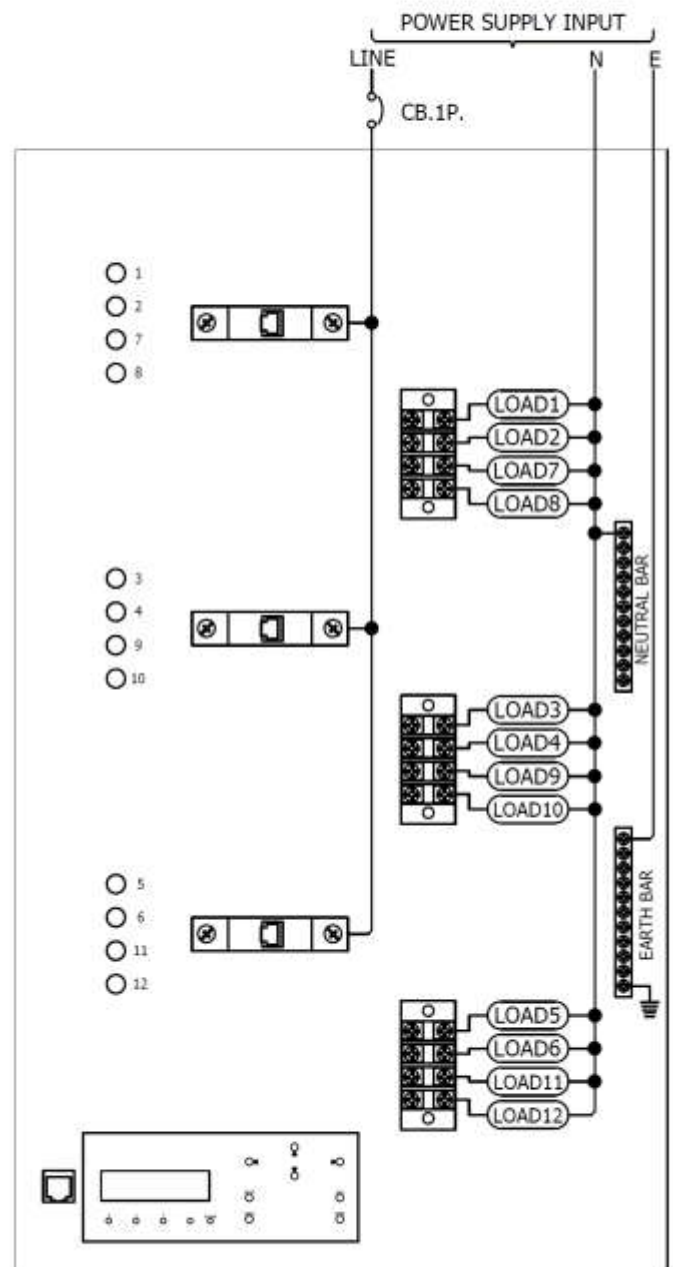 POWER SUPPLY INPUT
LINE N E
CB.1P.
1
2
7
8
LOAD1
LOAD2
LOAD7
LOAD8
NEUTRAL BAR
3
4
9
10
LOAD3
LOAD4
LOAD9
LOAD10
EARTH BAR
5
6
11
12
LOAD5
LOAD6
LOAD11
LOAD12